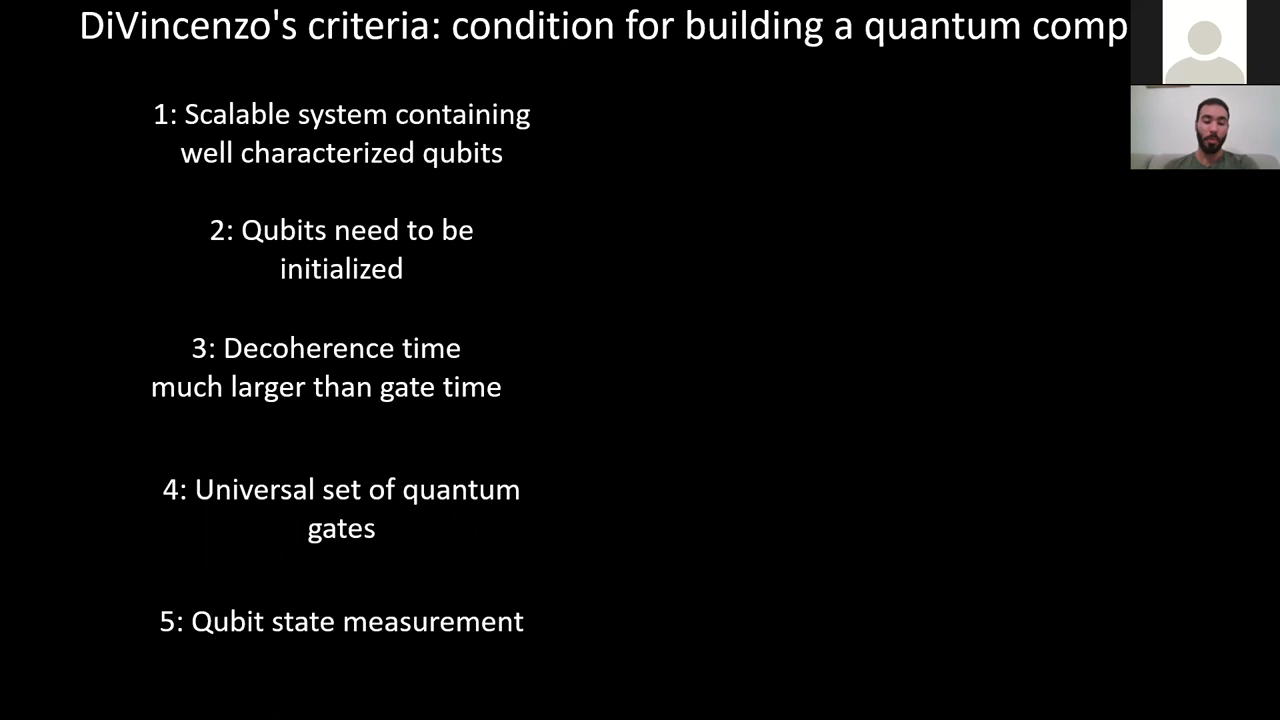 DiVincenzo's criteria: condition for building a quantum comp
1: Scalable system containing
well characterized qubits
2: Qubits need to be
initialized
3: Decoherence time
much larger than gate time
4: Universal set of quantum
gates
5: Qubit state measurement